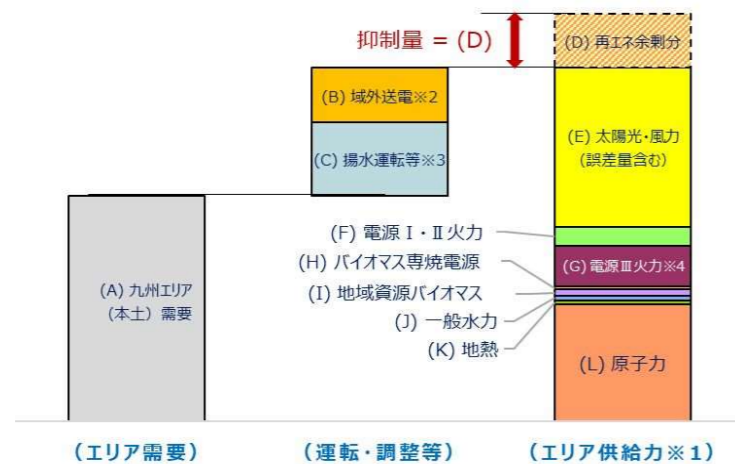 抑制量 = (D)
(D) 再エネ余剰分
(B) 域外送電※2
(C) 揚水運転等※3
(E) 太陽光・風力
（誤差量含む）
(F) 電源Ⅰ・Ⅱ火力
(G) 電源Ⅲ火力※4
(H) バイオマス専焼電源
(I) 地域資源バイオマス
(J) 一般水力
(K) 地熱
(A) 九州エリア
（本土）需要
(L) 原子力
（エリア需要）
（運転・調整等）
（エリア供給力※1）